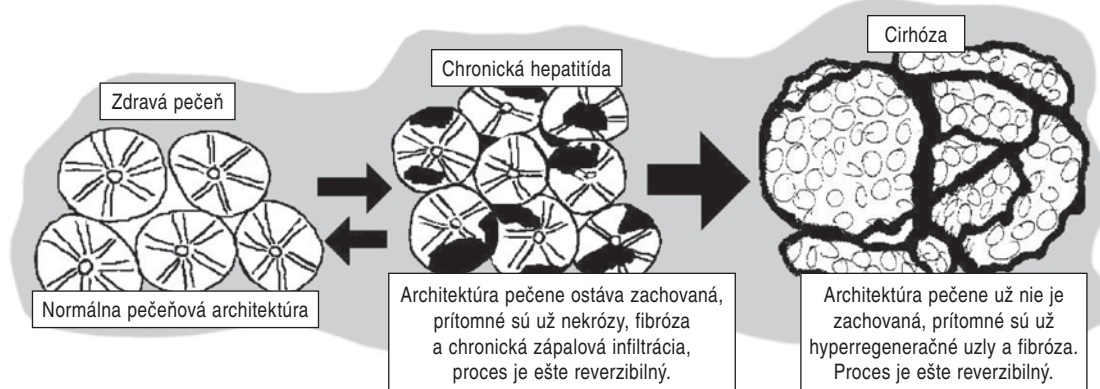 Zdravá pečeň
Normálna pečeňová architektúra
Chronická hepatitída
Architektúra pečene ostáva zachovaná,
prítomné sú už nekrózy, fibróza
a chronická zápalová infiltrácia,
proces je ešte reverzibilný.
Cirhóza
Architektúra pečene už nie je
zachovaná, prítomné sú už
hyperregeneračné uzly a fibróza.
Proces je ešte reverzibilný.